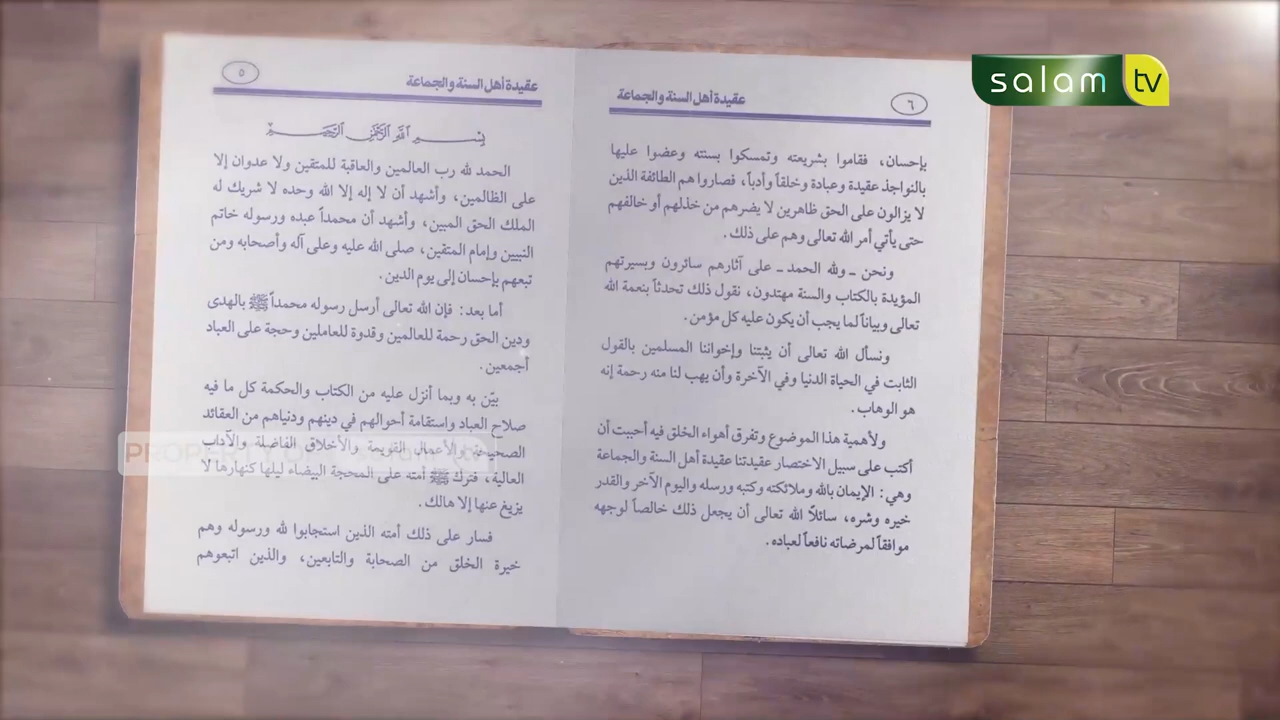 salam tv
٥
عقيدة أهل السنة والجماعة
بسم الله الرحمن الرحيم
الحمد لله رب العالمين والعاقبة للمتقين ولا عدوان إلا
على الظالمين، وأشهد أن لا إله إلا الله وحده لا شريك له
الملك الحق المبين، وأشهد أن محمداً عبده ورسوله خاتم
النبيين وإمام المتقين، صلى الله عليه وعلى آله وأصحابه ومن
تبعهم بإحسان إلى يوم الدين.
أما بعد: فإن الله تعالى أرسل رسوله محمداً ﷺ بالهدى
ودين الحق رحمة للعالمين وقدوة للعاملين وحجة على العباد
أجمعين.
بيّن به وبما أنزل عليه من الكتاب والحكمة كل ما فيه
صلاح العباد واستقامة أحوالهم في دينهم ودنياهم من العقائد
الصحيحة والأعمال القويمة والأخلاق الفاضلة والآداب
العالية، فترك ﷺ أمته على المحجة البيضاء ليلها كنهارها لا
يزيغ عنها إلا هالك.
فسار على ذلك أمته الذين استجابوا لله ورسوله وهم
خيرة الخلق من الصحابة والتابعين، والذين اتبعوهم
PROPERTY OF salam tv
عقيدة أهل السنة والجماعة
٦
بإحسان، فقاموا بشريعته وتمسكوا بسنته وعضوا عليها
بالنواجذ عقيدة وعبادة وخلقاً وأدباً، فصاروا هم الطائفة الذين
لا يزالون على الحق ظاهرين لا يضرهم من خذلهم أو خالفهم
حتى يأتي أمر الله تعالى وهم على ذلك.
ونحن ـ ولله الحمد ـ على آثارهم سائرون وبسيرتهم
المؤيدة بالكتاب والسنة مهتدون، نقول ذلك تحدثاً بنعمة الله
تعالى وبياناً لما يجب أن يكون عليه كل مؤمن.
ونسأل الله تعالى أن يثبتنا وإخواننا المسلمين بالقول
الثابت في الحياة الدنيا وفي الآخرة وأن يهب لنا منه رحمة إنه
هو الوهاب.
ولأهمية هذا الموضوع وتفرق أهواء الخلق فيه أحببت أن
أكتب على سبيل الاختصار عقيدتنا عقيدة أهل السنة والجماعة
وهي: الإيمان بالله وملائكته وكتبه ورسله واليوم الآخر والقدر
خيره وشره، سائلاً الله تعالى أن يجعل ذلك خالصاً لوجهه
موافقاً لمرضاته نافعاً لعباده.